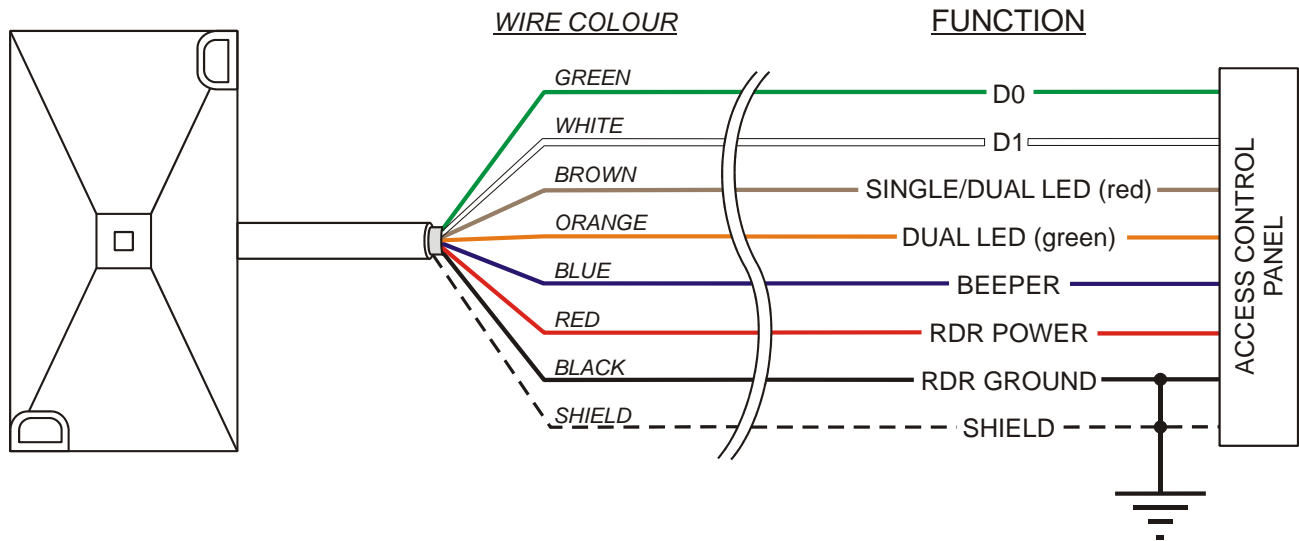 WIRE COLOUR
FUNCTION
GREEN
D0
WHITE
D1
BROWN
SINGLE/DUAL LED (red)
ORANGE
DUAL LED (green)
BLUE
BEEPER
RED
RDR POWER
BLACK
RDR GROUND
SHIELD
SHIELD
ACCESS CONTROL
PANEL